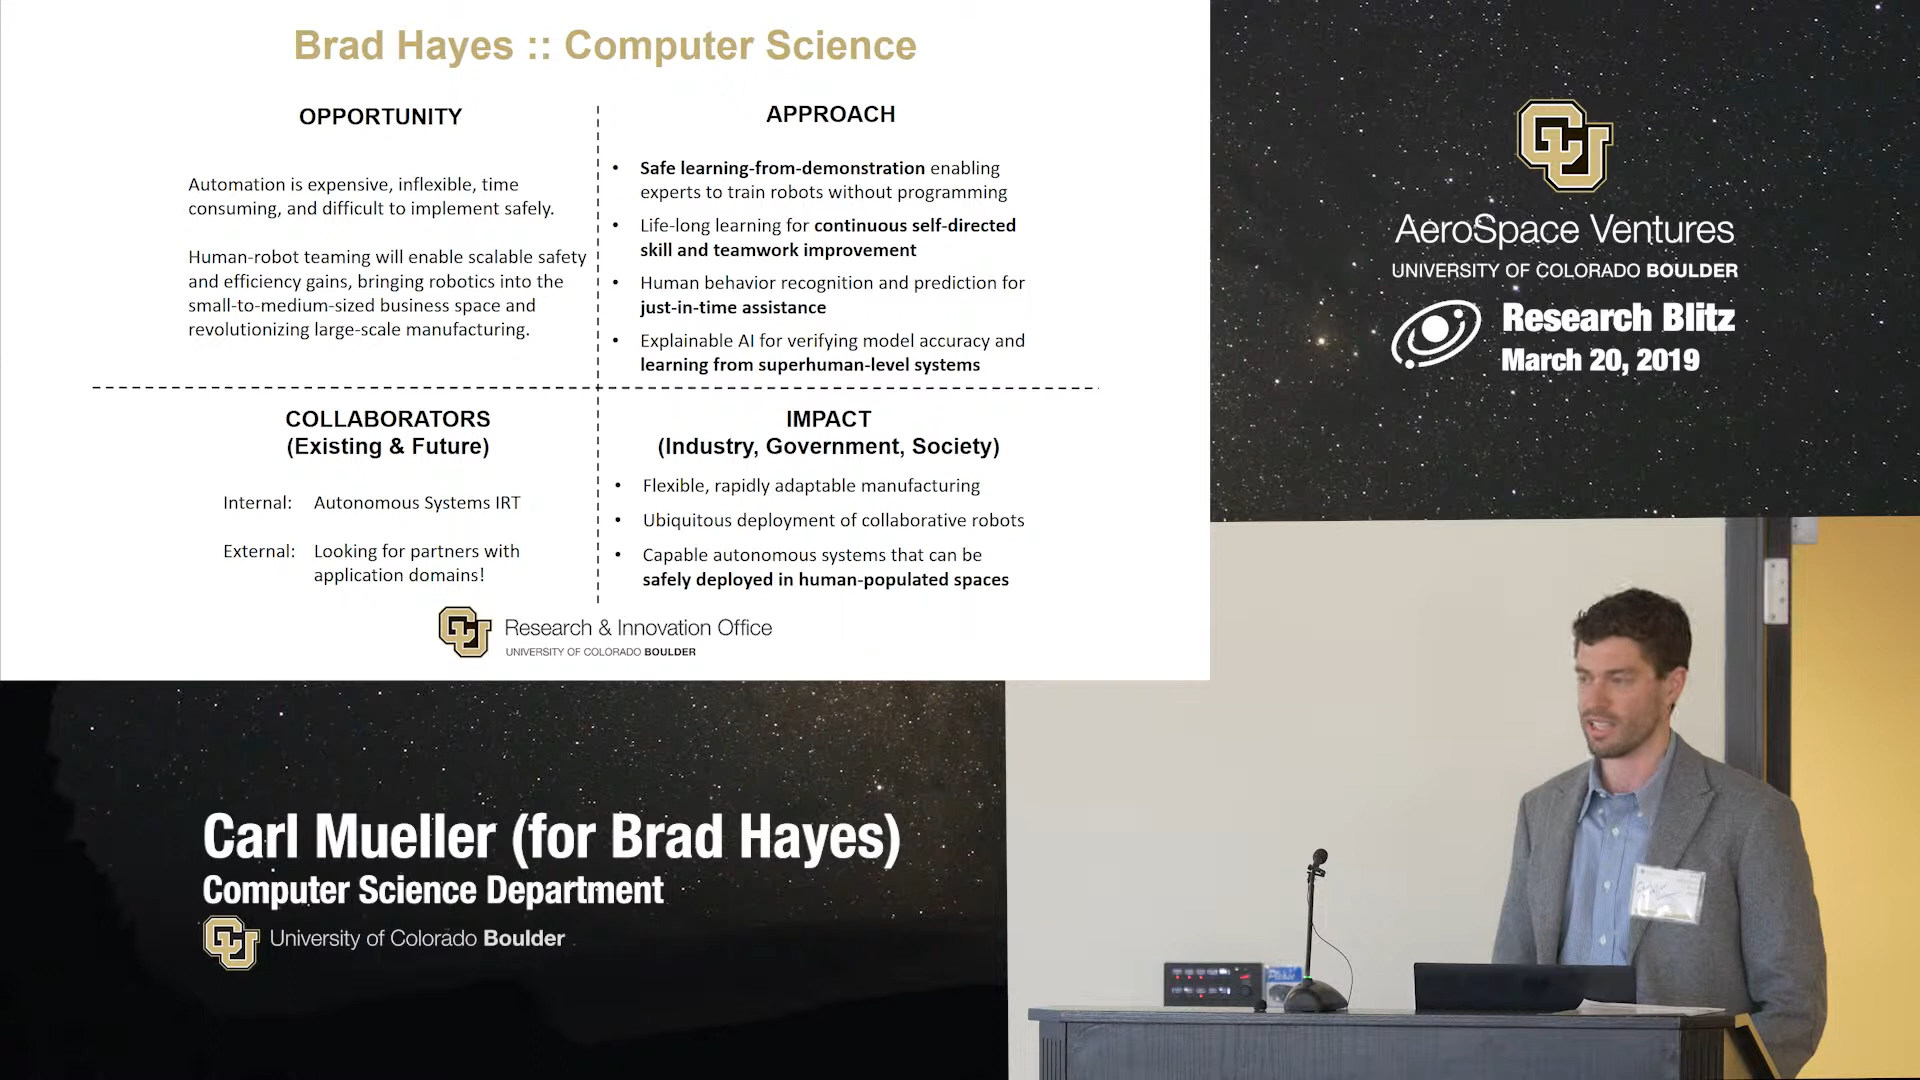 Brad Hayes :: Computer Science
OPPORTUNITY
Automation is expensive, inflexible, time
consuming, and difficult to implement safely.
Human-robot teaming will enable scalable safety
and efficiency gains, bringing robotics into the
small-to-medium-sized business space and
revolutionizing large-scale manufacturing.
APPROACH
• Safe learning-from-demonstration enabling
experts to train robots without programming
• Life-long learning for continuous self-directed
skill and teamwork improvement
• Human behavior recognition and prediction for
just-in-time assistance
• Explainable AI for verifying model accuracy and
learning from superhuman-level systems
COLLABORATORS
(Existing & Future)
Internal: Autonomous Systems IRT
External: Looking for partners with
application domains!
IMPACT
(Industry, Government, Society)
• Flexible, rapidly adaptable manufacturing
• Ubiquitous deployment of collaborative robots
• Capable autonomous systems that can be
safely deployed in human-populated spaces
CU
Research & Innovation Office
UNIVERSITY OF COLORADO BOULDER
CU
AeroSpace Ventures
UNIVERSITY OF COLORADO BOULDER
Research Blitz
March 20, 2019
Carl Mueller (for Brad Hayes)
Computer Science Department
CU
University of Colorado Boulder